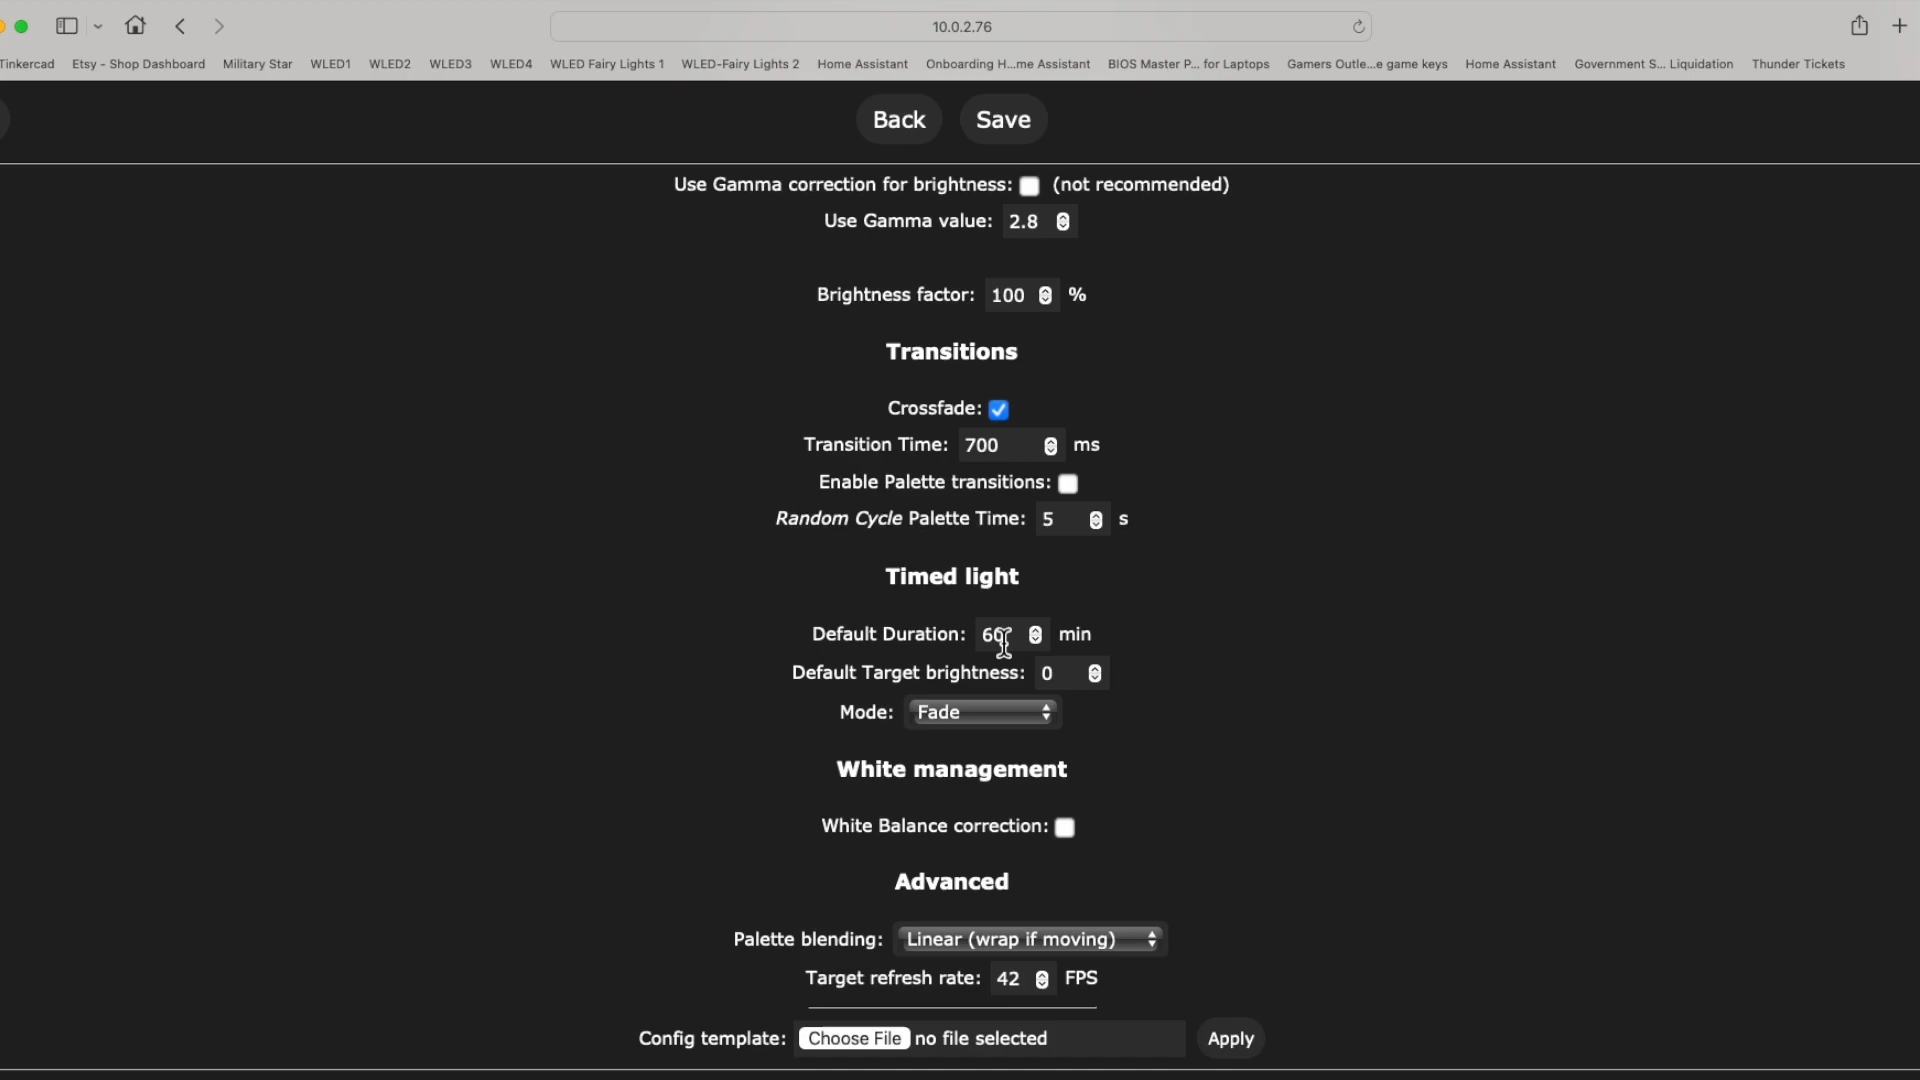 10.0.2.76
Tinkercad Etsy - Shop Dashboard Military Star WLED1 WLED2 WLED3 WLED4 WLED Fairy Lights 1 WLED-Fairy Lights 2 Home Assistant Onboarding H...me Assistant BIOS Master P... for Laptops Gamers Outle...e game keys Home Assistant Government S... Liquidation Thunder Tickets
Back Save
Use Gamma correction for brightness: (not recommended)
Use Gamma value: 2.8
Brightness factor: 100 %
Transitions
Crossfade:
Transition Time: 700 ms
Enable Palette transitions:
Random Cycle Palette Time: 5 s
Timed light
Default Duration: 60 min
Default Target brightness: 0
Mode: Fade
White management
White Balance correction:
Advanced
Palette blending: Linear (wrap if moving)
Target refresh rate: 42 FPS
Config template: Choose File no file selected Apply